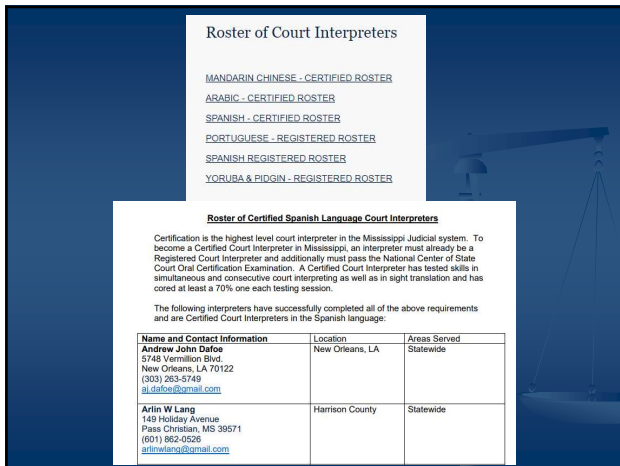 Roster of Court Interpreters
MANDARIN CHINESE - CERTIFIED ROSTER
ARABIC - CERTIFIED ROSTER
SPANISH - CERTIFIED ROSTER
PORTUGUESE - REGISTERED ROSTER
SPANISH REGISTERED ROSTER
YORUBA & PIDGIN - REGISTERED ROSTER
Roster of Certified Spanish Language Court Interpreters
Certification is the highest level court interpreter in the Mississippi Judicial system. To
become a Certified Court Interpreter in Mississippi, an interpreter must already be a
Registered Court Interpreter and additionally must pass the National Center of State
Court Oral Certification Examination. A Certified Court Interpreter has tested skills in
simultaneous and consecutive court interpreting as well as in sight translation and has
cored at least a 70% one each testing session.
The following interpreters have successfully completed all of the above requirements
and are Certified Court Interpreters in the Spanish language:
Name and Contact Information Location Areas Served
Andrew John Dafoe New Orleans, LA Statewide
5748 Vermillion Blvd.
New Orleans, LA 70122
(303) 263-5749
aj.dafoe@gmail.com
Arlin W Lang Harrison County Statewide
149 Holiday Avenue
Pass Christian, MS 39571
(601) 862-0526
arlinwlang@gmail.com